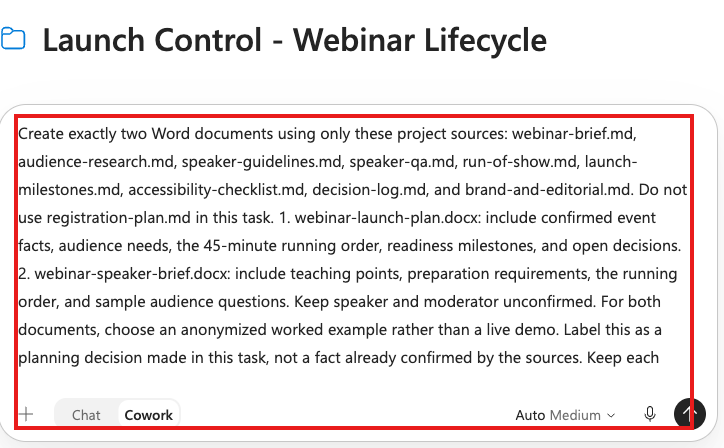 Launch Control - Webinar Lifecycle
Create exactly two Word documents using only these project sources: webinar-brief.md,
audience-research.md, speaker-guidelines.md, speaker-qa.md, run-of-show.md, launch-
milestones.md, accessibility-checklist.md, decision-log.md, and brand-and-editorial.md. Do not
use registration-plan.md in this task. 1. webinar-launch-plan.docx: include confirmed event
facts, audience needs, the 45-minute running order, readiness milestones, and open decisions.
2. webinar-speaker-brief.docx: include teaching points, preparation requirements, the running
order, and sample audience questions. Keep speaker and moderator unconfirmed. For both
documents, choose an anonymized worked example rather than a live demo. Label this as a
planning decision made in this task, not a fact already confirmed by the sources. Keep each
Chat Cowork Auto Medium